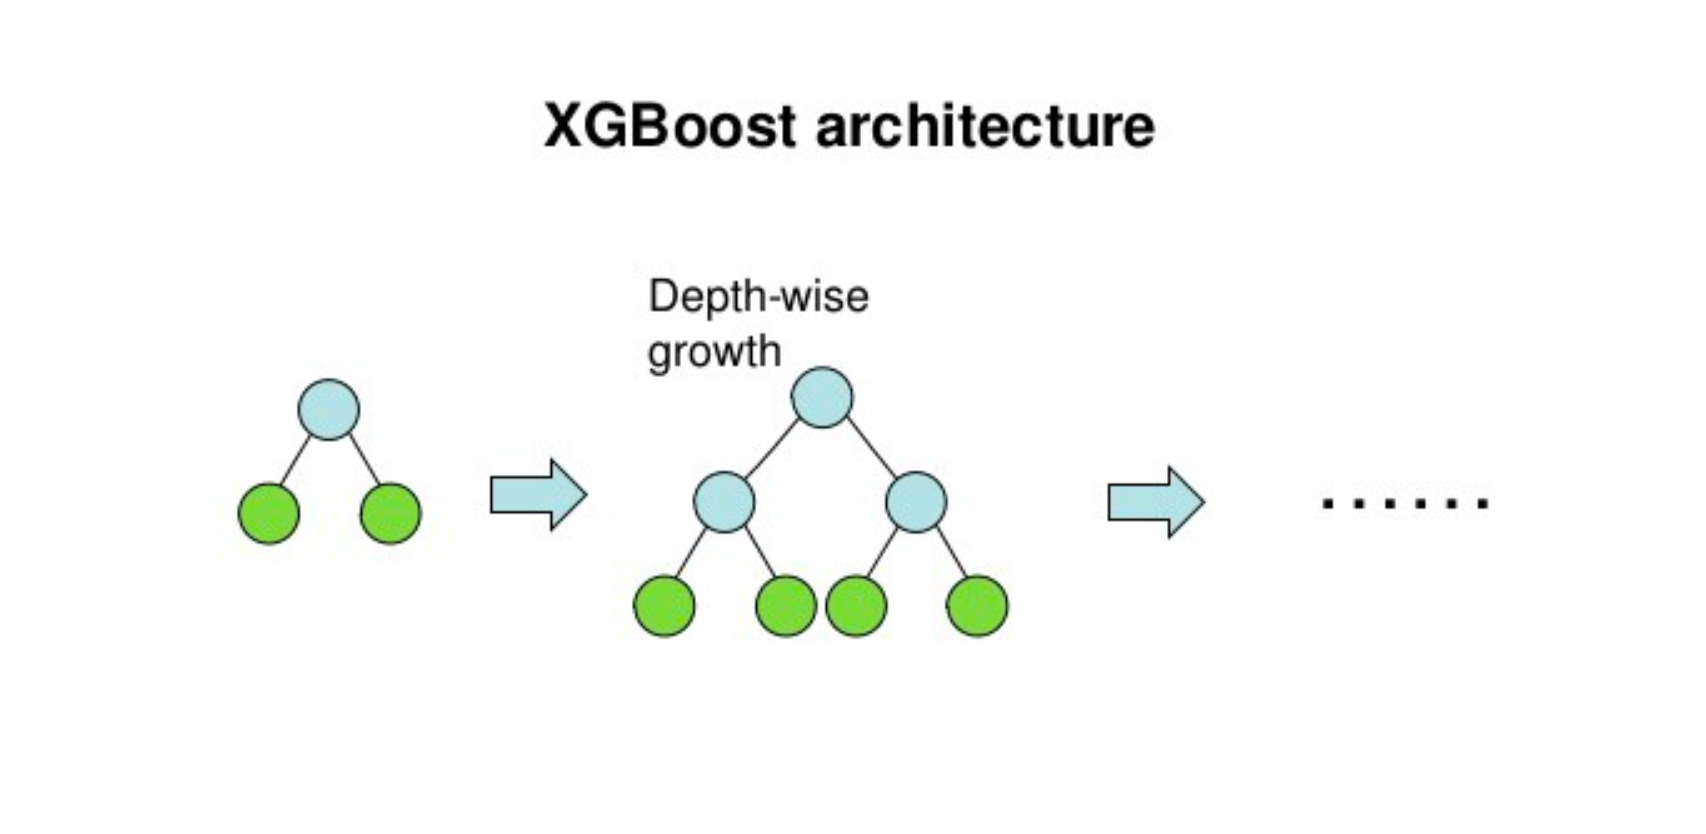 XGBoost architecture
Depth-wise
growth
......